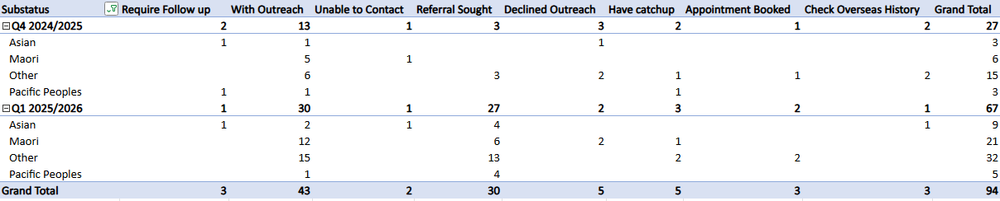 Substatus Require Follow up With Outreach Unable to Contact Referral Sought Declined Outreach Have catchup Appointment Booked Check Overseas History Grand Total
Q4 2024/2025 2 13 1 3 3 2 1 2 27
Asian 1 1 1 3
Maori 5 1 6
Other 6 3 2 1 1 2 15
Pacific Peoples 1 1 1 3
Q1 2025/2026 1 30 1 27 2 3 2 1 67
Asian 1 2 1 4 1 9
Maori 12 6 2 1 21
Other 15 13 2 2 32
Pacific Peoples 1 4 5
Grand Total 3 43 2 30 5 5 3 3 94